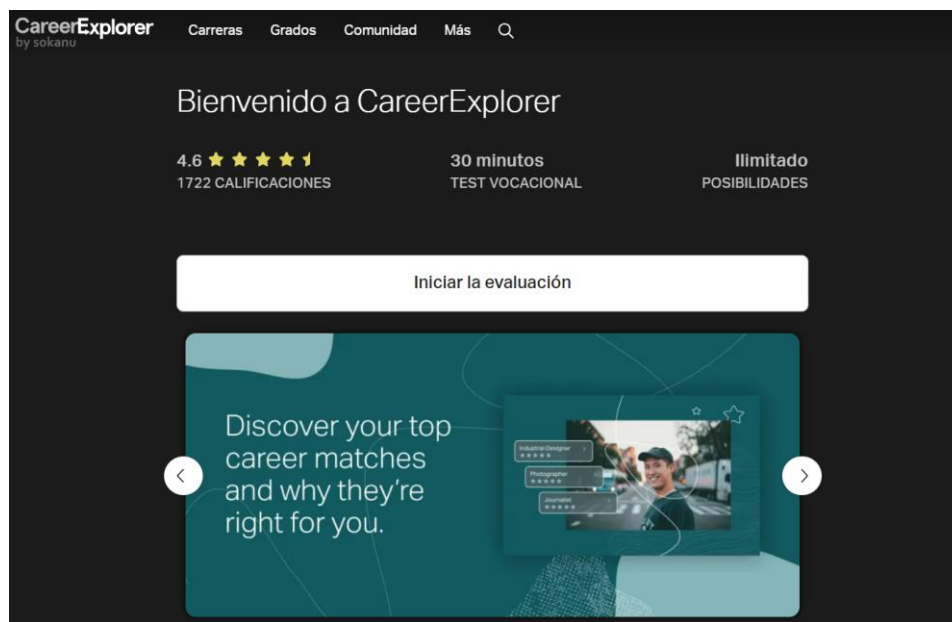 CareerExplorer
by sokanu
Carreras Grados Comunidad Más
Bienvenido a CareerExplorer
4.6
1722 CALIFICACIONES
30 minutos
TEST VOCACIONAL
Ilimitado
POSIBILIDADES
Iniciar la evaluación
Discover your top
career matches
and why they're
right for you.
Industrial Designer
Photographer
Journalist